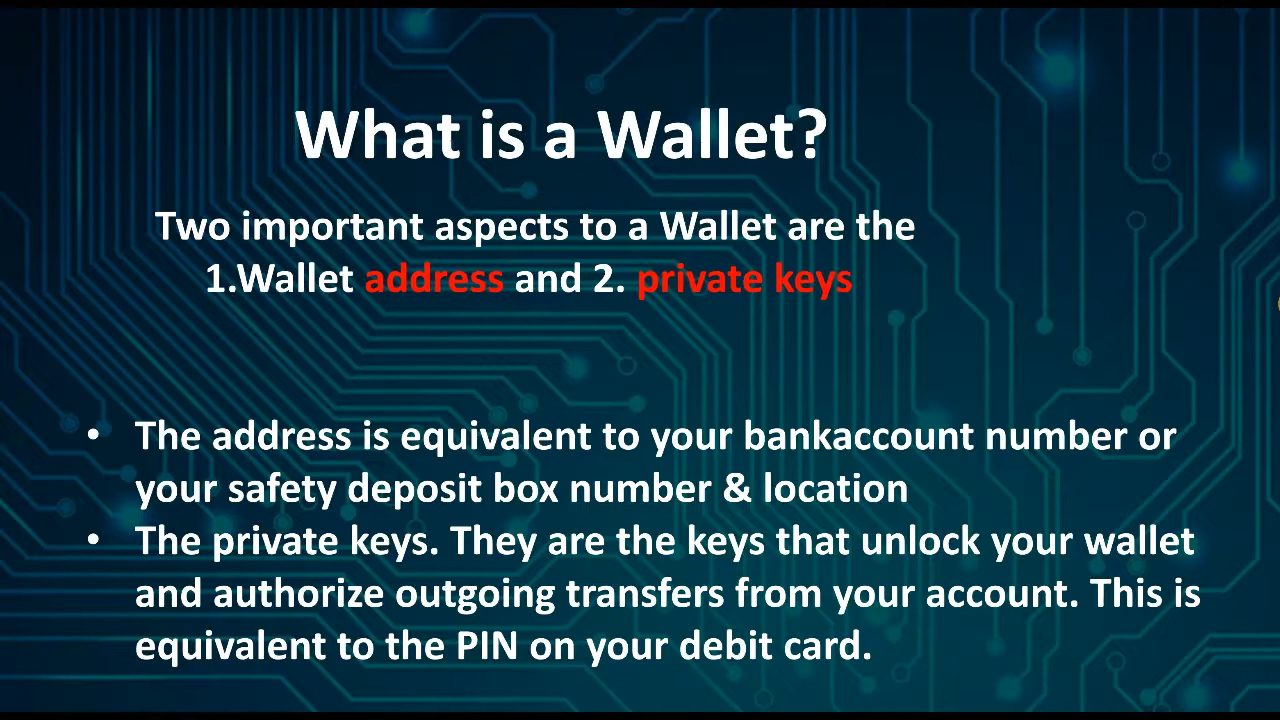 What is a Wallet?
Two important aspects to a Wallet are the
1.Wallet address and 2. private keys
• The address is equivalent to your bankaccount number or
your safety deposit box number & location
• The private keys. They are the keys that unlock your wallet
and authorize outgoing transfers from your account. This is
equivalent to the PIN on your debit card.